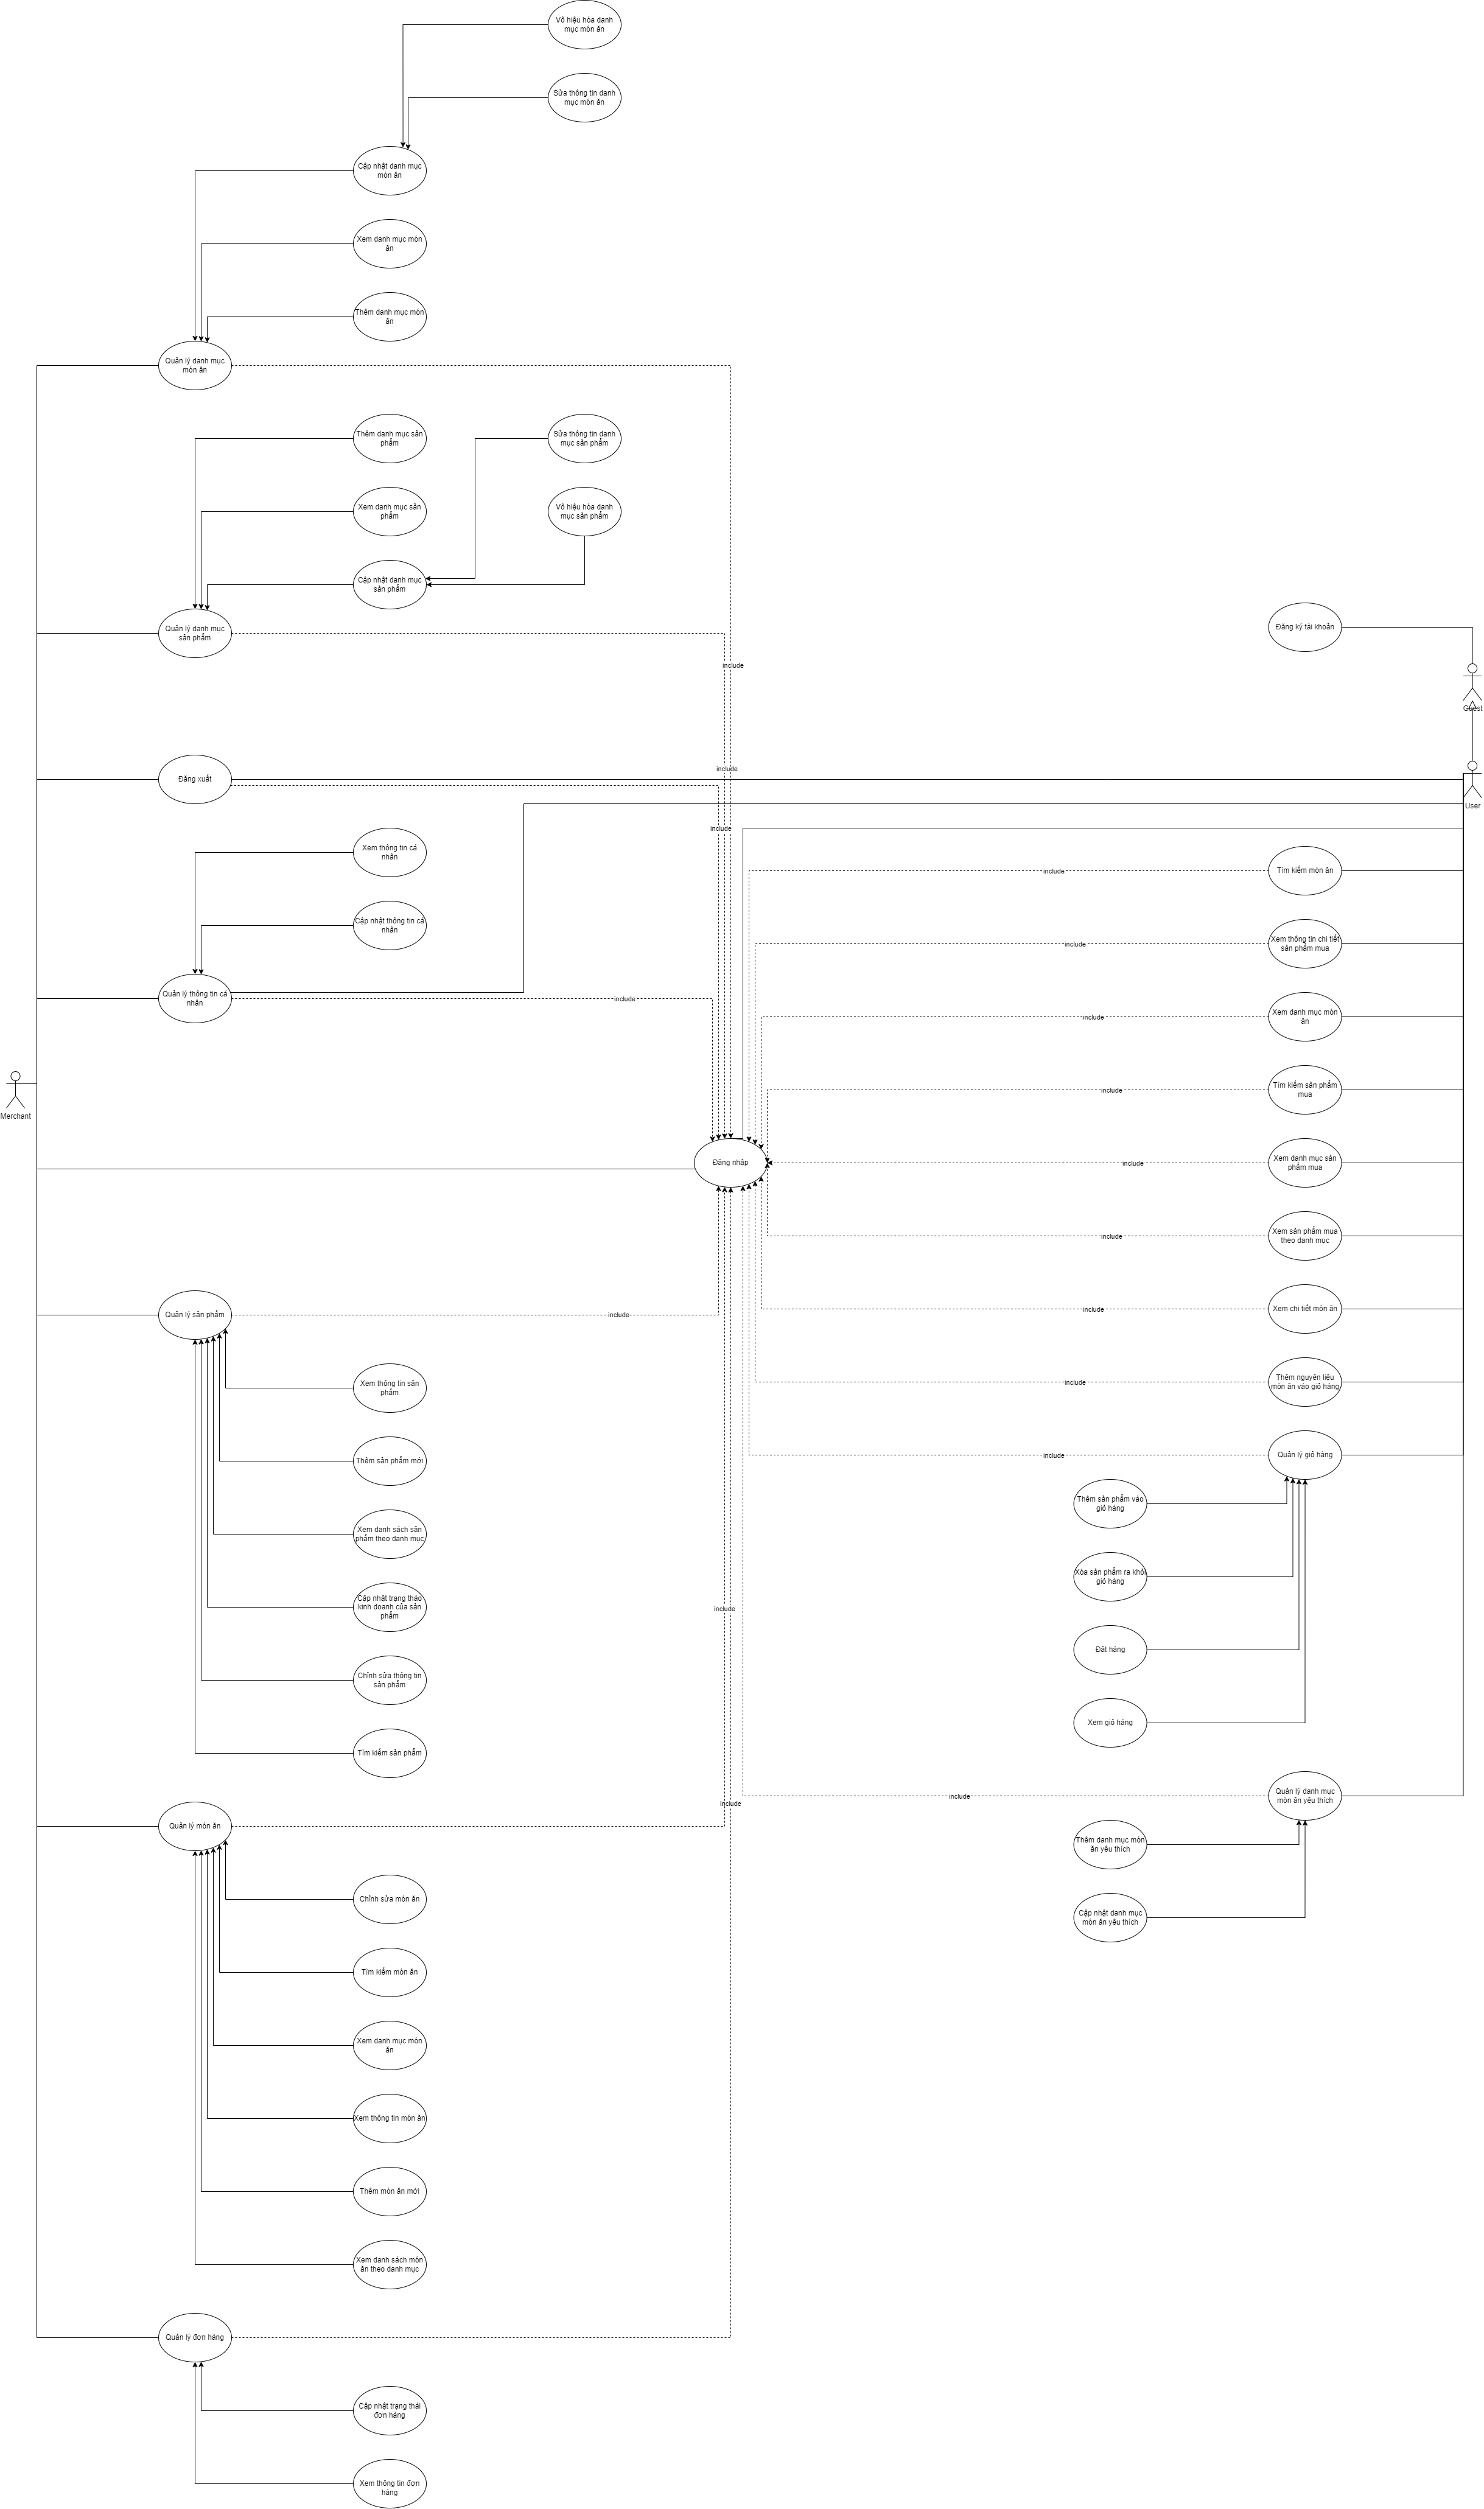 Vô hiệu hóa danh
mục món ăn
Sửa thông tin danh
mục món ăn
Cập nhật danh mục
món ăn
Xem danh mục món
ăn
Thêm danh mục món
ăn
Quản lý danh mục
món ăn
Thêm danh mục sản
phẩm
Sửa thông tin danh
mục sản phẩm
Xem danh mục sản
phẩm
Vô hiệu hóa danh
mục sản phẩm
Cập nhật danh mục
sản phẩm
Quản lý danh mục
sản phẩm
Đăng ký tài khoản
include
Guest
include
Đăng xuất
User
include
Xem thông tin cá
nhân
Tìm kiếm món ăn
include
Cập nhật thông tin cá
nhân
Xem thông tin chi tiết
sản phẩm mua
include
Quản lý thông tin cá
nhân
include
Xem danh mục món
ăn
include
Merchant
Tìm kiếm sản phẩm
mua
include
Đăng nhập
Xem danh mục sản
phẩm mua
include
Xem sản phẩm mua
theo danh mục
include
Quản lý sản phẩm
include
Xem chi tiết món ăn
include
Xem thông tin sản
phẩm
Thêm nguyên liệu
món ăn vào giỏ hàng
include
Thêm sản phẩm mới
Quản lý giỏ hàng
include
Xem danh sách sản
phẩm theo danh mục
Thêm sản phẩm vào
giỏ hàng
Cập nhật trạng tháo
kinh doanh của sản
phẩm
include
Xóa sản phẩm ra khỏi
giỏ hàng
Chỉnh sửa thông tin
sản phẩm
Đăt hàng
Tìm kiếm sản phẩm
Xem giỏ hàng
Quản lý món ăn
include
Quản lý danh mục
món ăn yêu thích
include
Thêm danh mục món
ăn yêu thích
Chỉnh sửa món ăn
Cập nhật danh mục
món ăn yêu thích
Tìm kiếm món ăn
Xem danh mục món
ăn
Xem thông tin món ăn
Thêm món ăn mới
Xem danh sách món
ăn theo danh mục
Quản lý đơn hàng
Cập nhật trang thái
đơn hàng
Xem thông tin đơn
hàng